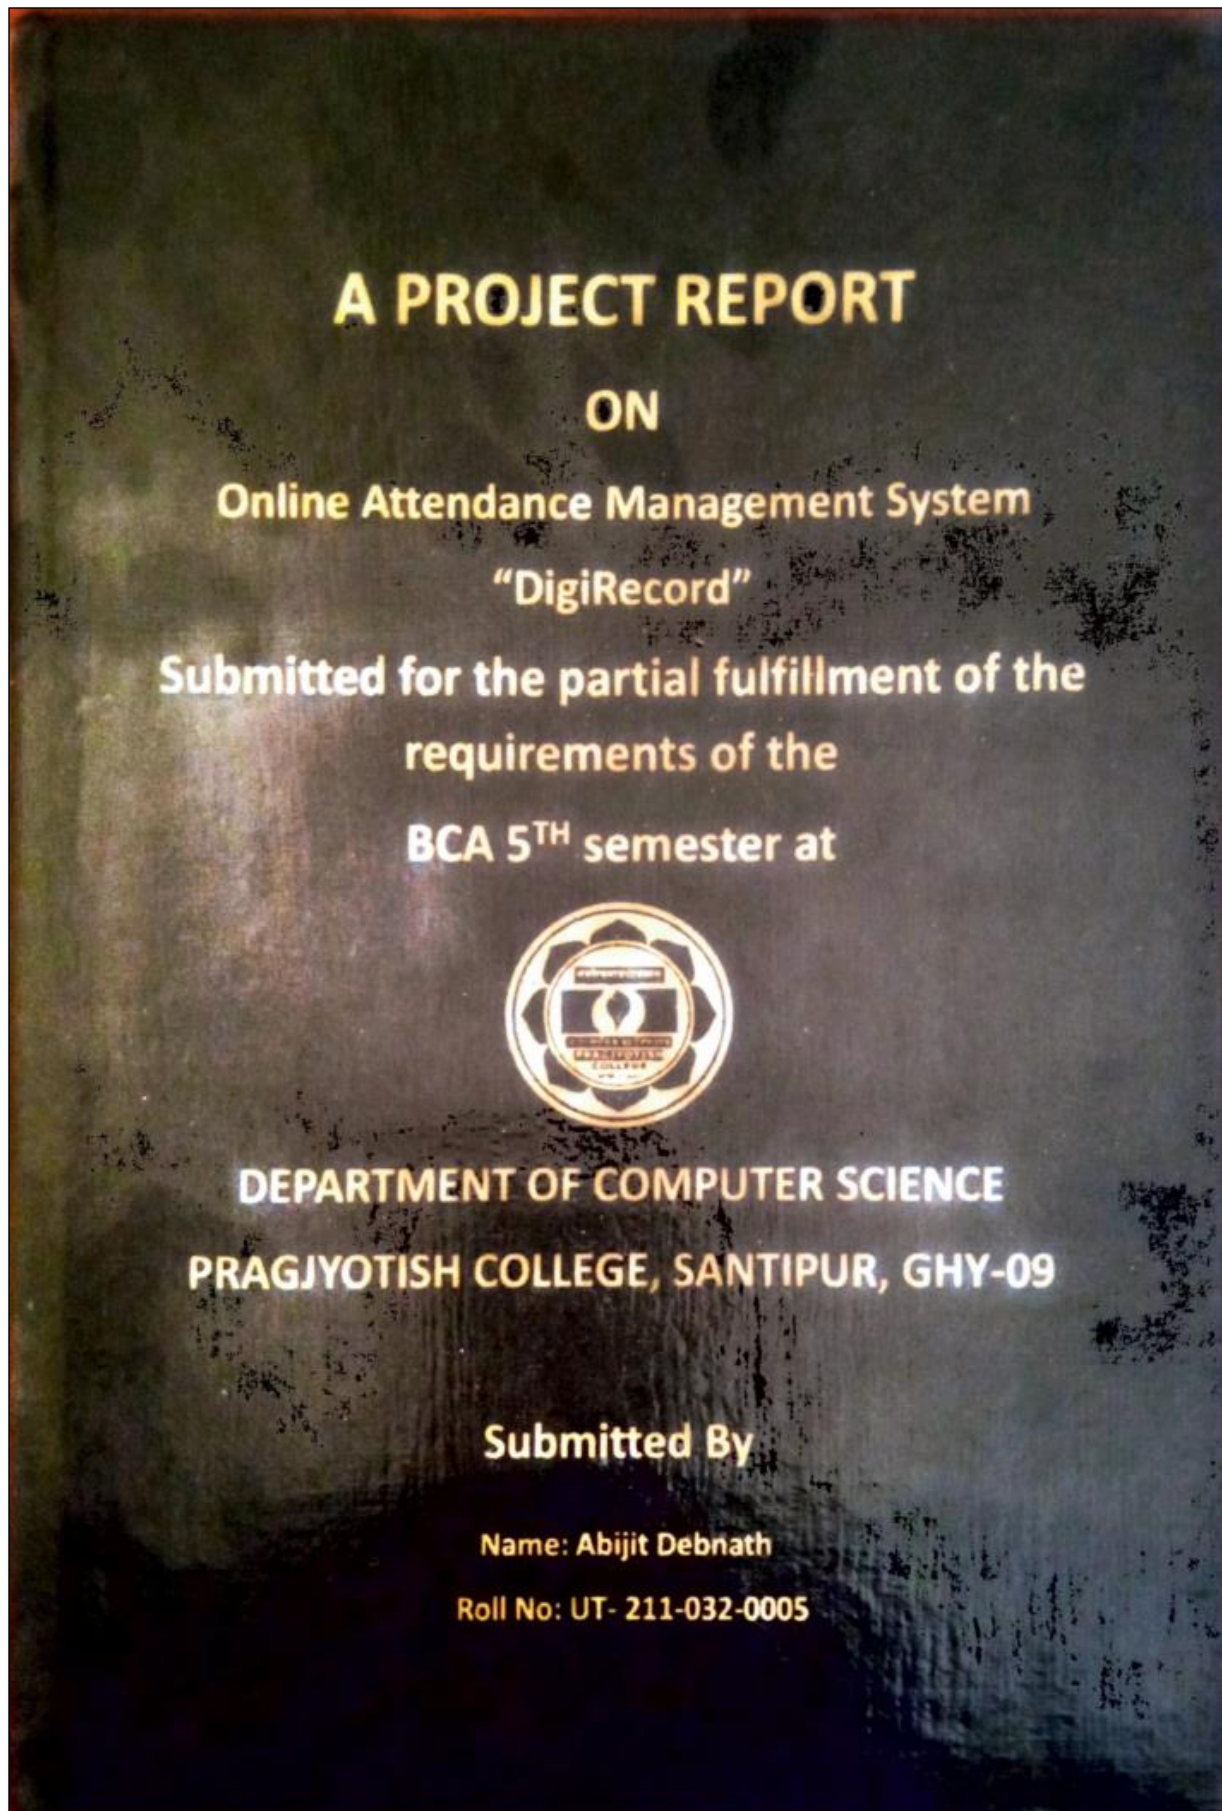 A PROJECT REPORT
ON
Online Attendance Management System
“DigiRecord”
Submitted for the partial fulfillment of the
requirements of the
BCA 5TH semester at
PRAGJYOTISH
COLLEGE
DEPARTMENT OF COMPUTER SCIENCE
PRAGJYOTISH COLLEGE, SANTIPUR, GHY-09
Submitted By
Name: Abijit Debnath
Roll No: UT- 211-032-0005